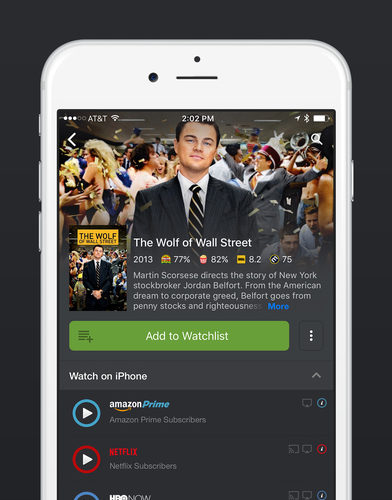 AT&T
2:02 PM
THE WOLF
OF WALL STREET
The Wolf of Wall Street
2013 77% 82% 8.2 75
Martin Scorsese directs the story of New York
stockbroker Jordan Belfort. From the American
dream to corporate greed, Belfort goes from
penny stocks and righteousness More
Add to Watchlist
Watch on iPhone
amazon Prime
Amazon Prime Subscribers
NETFLIX
Netflix Subscribers
HBO NOW